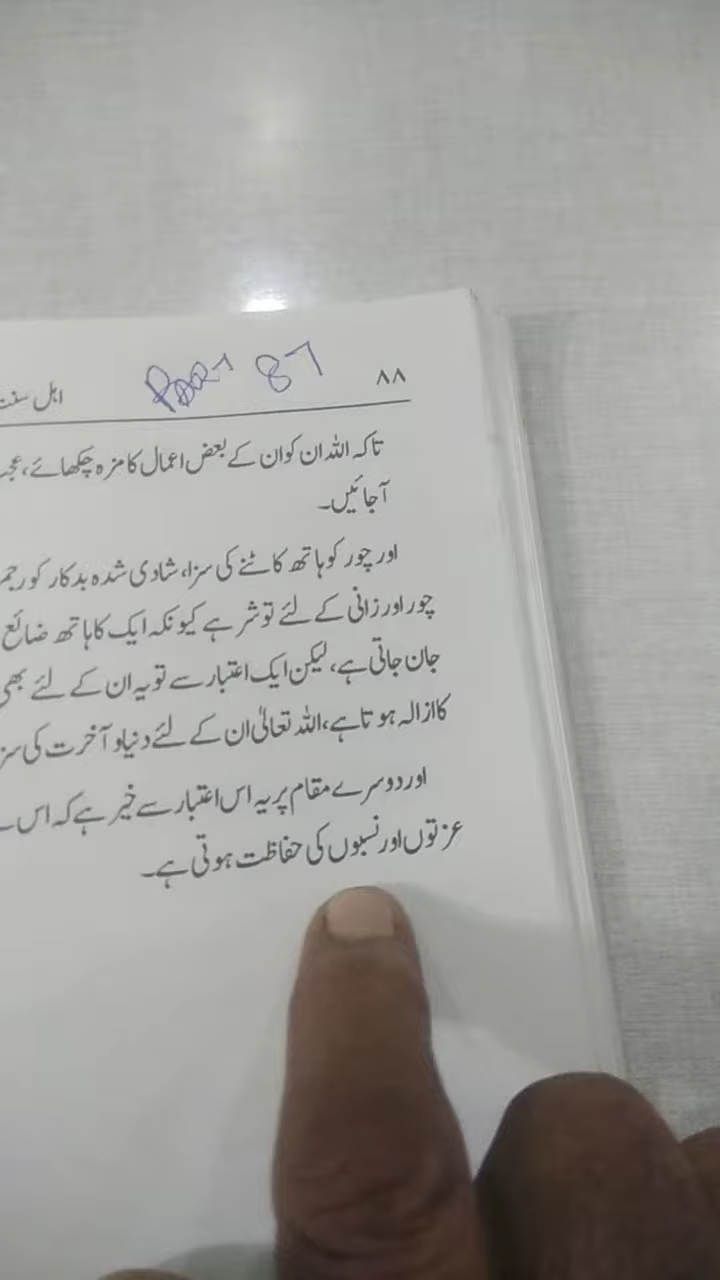 ۸۸ PART 87 اہل سنت
تاکہ اللہ ان کو ان کے بعض اعمال کا مزہ چکھائے،
آجائیں۔
اور چور کو ہاتھ کاٹنے کی سزا، شادی شدہ بدکار کو رجم
چور اور زانی کے لئے تو شر ہے کیونکہ ایک کا ہاتھ ضائع
جان جاتی ہے، لیکن ایک اعتبار سے تو یہ ان کے لئے بھی
کا ازالہ ہوتا ہے، اللہ تعالیٰ ان کے لئے دنیا و آخرت کی
اور دوسرے مقام پر یہ اس اعتبار سے خیر ہے کہ اس
عزتوں اور نسبوں کی حفاظت ہوتی ہے۔